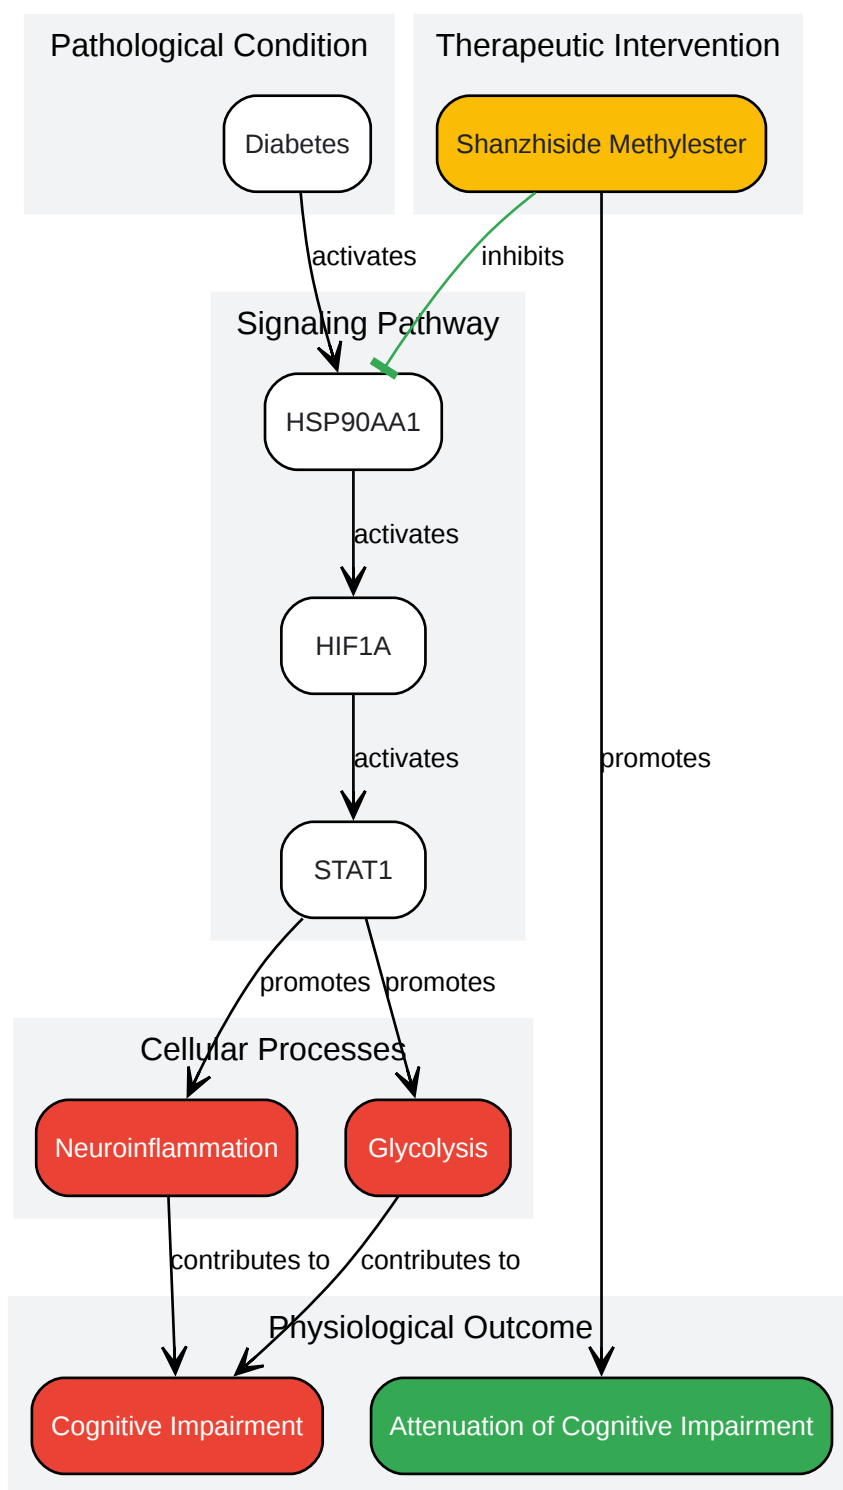 Pathological Condition
Therapeutic Intervention
Diabetes
Shanzhiside Methylester
activates
inhibits
Signaling Pathway
HSP90AA1
activates
HIF1A
activates
promotes
STAT1
promotes
promotes
Cellular Processes
Neuroinflammation
Glycolysis
contributes to
contributes to
Physiological Outcome
Cognitive Impairment
Attenuation of Cognitive Impairment